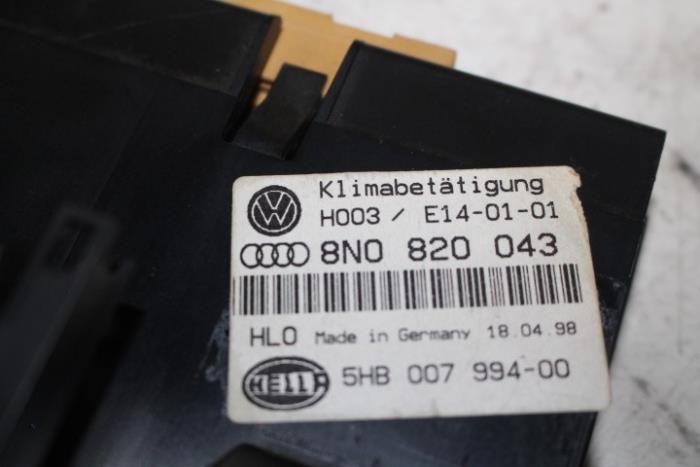 VW
Klimabetätigung
H003 / E14-01-01
8N0 820 043
HLO Made in Germany 18.04.98
HELLA 5HB 007 994-00